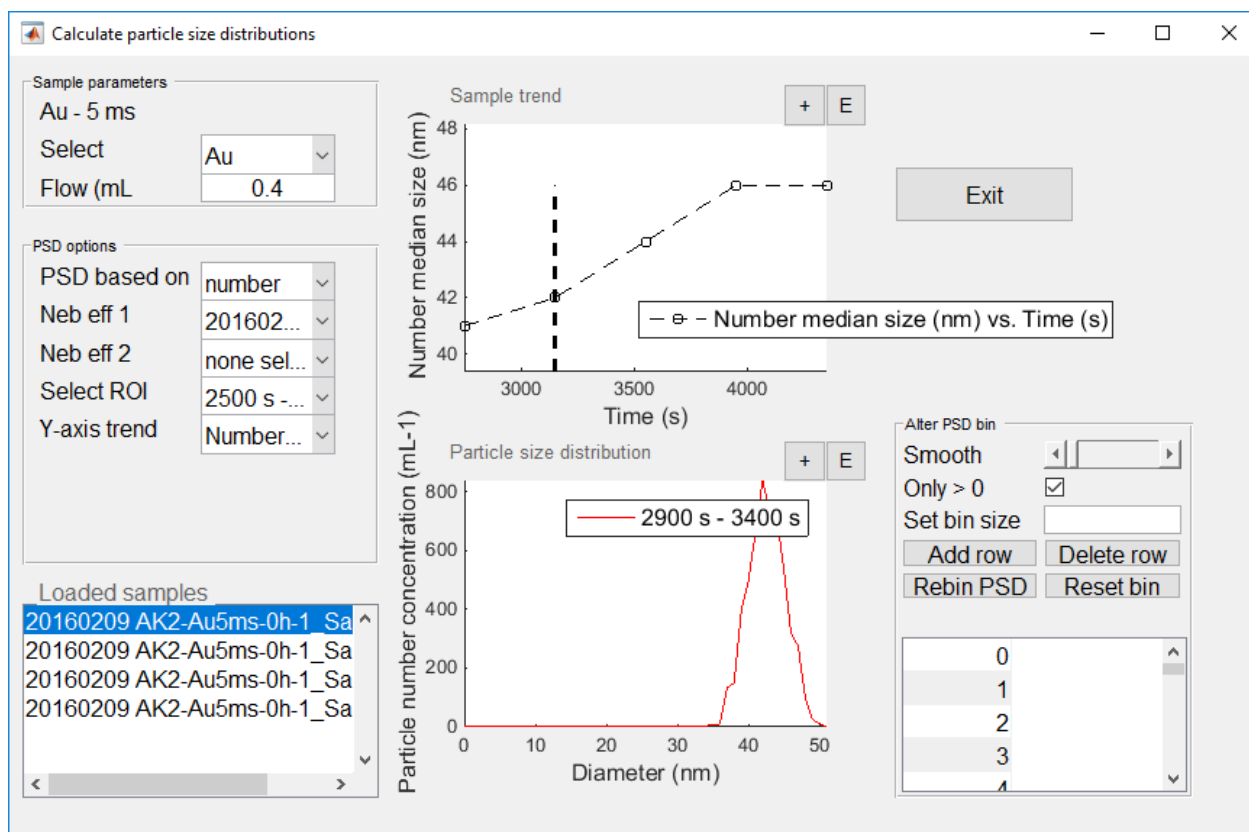 Calculate particle size distributions
Sample parameters
Au - 5 ms
Select
Au
Flow (mL
0.4
PSD options
PSD based on
number
Neb eff 1
201602...
Neb eff 2
none sel...
Select ROI
2500 s -...
Y-axis trend
Number...
Loaded samples
20160209 AK2-Au5ms-0h-1_Sa
20160209 AK2-Au5ms-0h-1_Sa
20160209 AK2-Au5ms-0h-1_Sa
20160209 AK2-Au5ms-0h-1_Sa
Sample trend
+
E
Number median size (nm)
48
46
44
42
40
3000
3500
4000
Time (s)
Number median size (nm) vs. Time (s)
Particle size distribution
+
E
Particle number concentration (mL-1)
800
600
400
200
0
0
10
20
30
40
50
Diameter (nm)
2900 s - 3400 s
Exit
Alter PSD bin
Smooth
Only > 0
Set bin size
Add row
Delete row
Rebin PSD
Reset bin
0
1
2
3
4